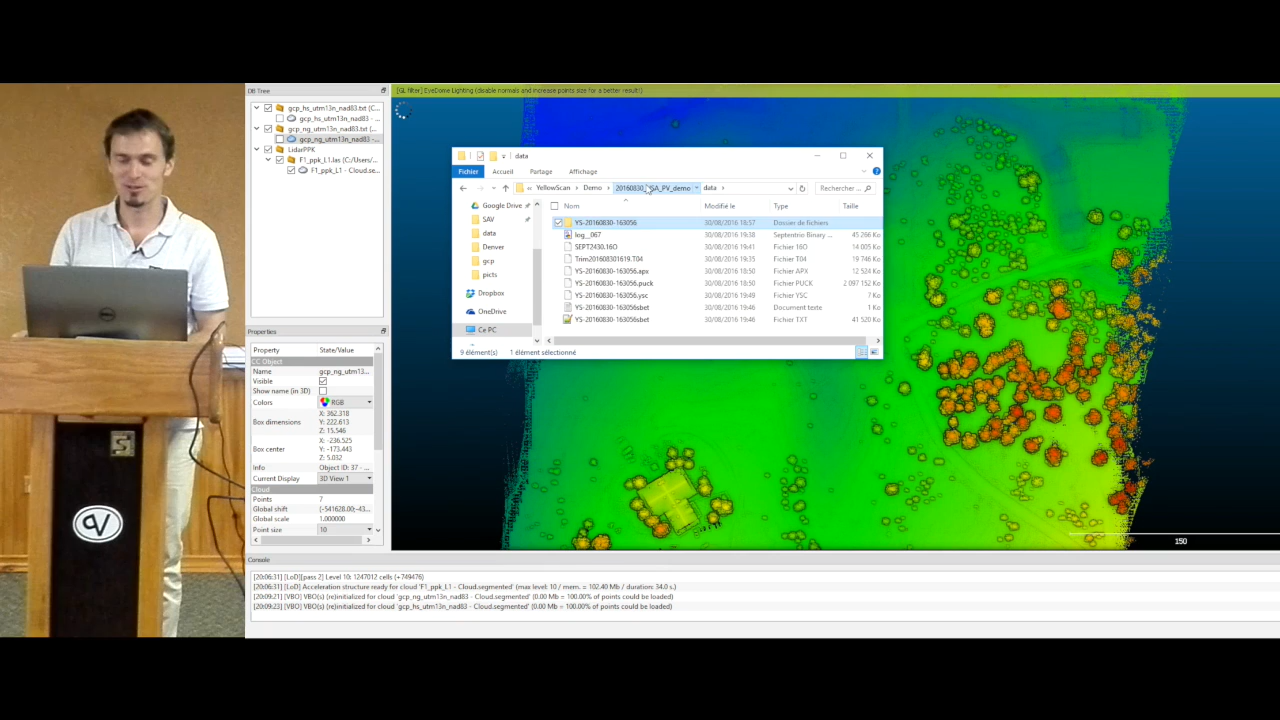 DB Tree
gcp_hs_utm13n_nad83.txt (C...
gcp_hs_utm13n_nad83 - ...
gcp_ng_utm13n_nad83.txt (...
gcp_ng_utm13n_nad83 - ...
LidarPPK
F1_ppk_L1.las (C:/Users/...
F1_ppk_L1 - Cloud.se...
Properties
Property State/Value
CC Object
Name gcp_ng_utm13...
Visible
Show name (in 3D)
Colors RGB
Box dimensions X: 362.318
Y: 222.613
Z: 15.546
Box center X: -236.525
Y: -173.443
Z: 5.032
Info Object ID: 37 - ...
Current Display 3D View 1
Cloud
Points 7
Global shift (-541628.00;-43...
Global scale 1.000000
Point size 10
[GL filter] EyeDome Lighting (disable normals and increase points size for a better result!)
data
Fichier Accueil Partage Affichage
YellowScan Demo data
Rechercher ...
Nom Modifié le Type Taille
Google Drive
SAV
data
Denver
gcp
picts
Dropbox
OneDrive
Ce PC
YS-20160830-163056 30/08/2016 18:57 Dossier de fichiers
log__067 30/08/2016 19:38 Septentrio Binary ... 45 266 Ko
SEPT2430.16O 30/08/2016 19:41 Fichier 16O 14 005 Ko
Trim201608301619.T04 30/08/2016 19:35 Fichier T04 19 746 Ko
YS-20160830-163056.apx 30/08/2016 18:50 Fichier APX 12 524 Ko
YS-20160830-163056.puck 30/08/2016 18:50 Fichier PUCK 2 097 152 Ko
YS-20160830-163056.ysc 30/08/2016 19:49 Fichier YSC 7 Ko
YS-20160830-163056sbet 30/08/2016 19:46 Document texte 1 Ko
YS-20160830-163056sbet 30/08/2016 19:46 Fichier TXT 41 520 Ko
9 élément(s) 1 élément sélectionné
150
Console
[20:06:31] [LoD][pass 2] Level 10: 1247012 cells (+749476)
[20:06:31] [LoD] Acceleration structure ready for cloud 'F1_ppk_L1 - Cloud.segmented' (max level: 10 / mem. = 102.40 Mb / duration: 34.0 s.)
[20:09:21] [VBO] VBO(s) (re)initialized for cloud 'gcp_ng_utm13n_nad83 - Cloud.segmented' (0.00 Mb = 100.00% of points could be loaded)
[20:09:23] [VBO] VBO(s) (re)initialized for cloud 'gcp_hs_utm13n_nad83 - Cloud.segmented' (0.00 Mb = 100.00% of points could be loaded)
DELL